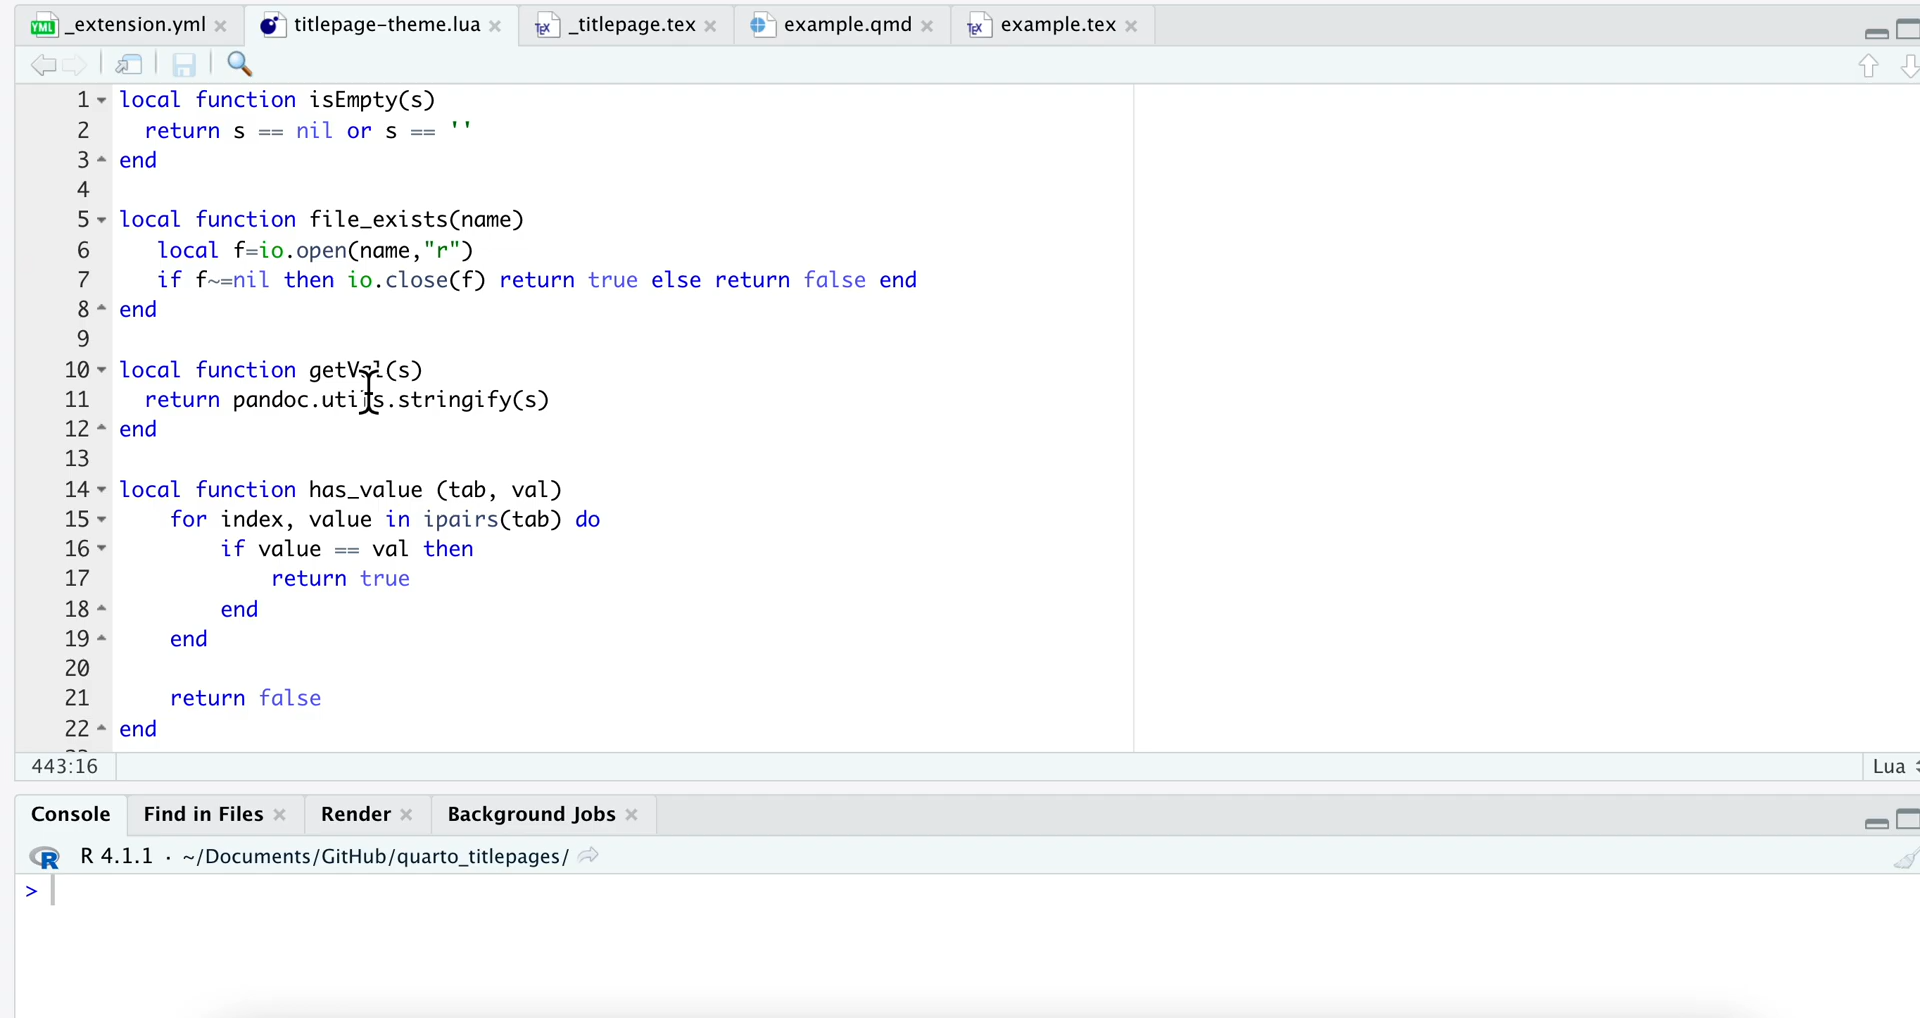 YML _extension.yml × titlepage-theme.lua × TEX _titlepage.tex × example.qmd × TEX example.tex ×
1 local function isEmpty(s)
2   return s == nil or s == ''
3 end
4
5 local function file_exists(name)
6    local f=io.open(name,"r")
7    if f~=nil then io.close(f) return true else return false end
8 end
9
10 local function getVal(s)
11   return pandoc.utils.stringify(s)
12 end
13
14 local function has_value (tab, val)
15     for index, value in ipairs(tab) do
16         if value == val then
17             return true
18         end
19     end
20
21     return false
22 end
443:16 Lua
Console Find in Files × Render × Background Jobs ×
R R 4.1.1 · ~/Documents/GitHub/quarto_titlepages/
>